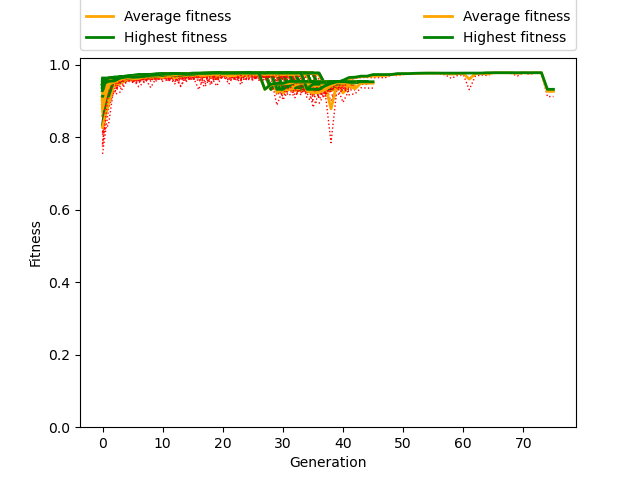 Average fitness Average fitness
Highest fitness Highest fitness
1.0
0.8
0.6
0.4
0.2
0.0
Fitness
0 10 20 30 40 50 60 70
Generation